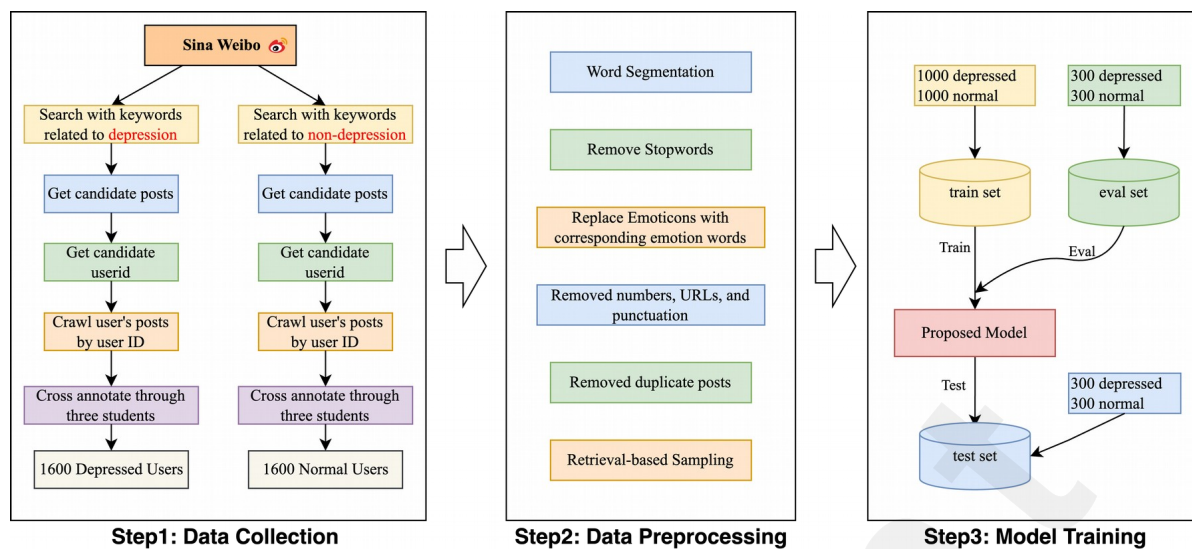 Sina Weibo
Search with keywords
related to depression
Search with keywords
related to non-depression
Get candidate posts
Get candidate posts
Get candidate
userid
Get candidate
userid
Crawl user's posts
by user ID
Crawl user's posts
by user ID
Cross annotate through
three students
Cross annotate through
three students
1600 Depressed Users
1600 Normal Users
Step1: Data Collection
Word Segmentation
Remove Stopwords
Replace Emoticons with
corresponding emotion words
Removed numbers, URLs, and
punctuation
Removed duplicate posts
Retrieval-based Sampling
Step2: Data Preprocessing
1000 depressed
1000 normal
300 depressed
300 normal
train set
eval set
Train
Eval
Proposed Model
Test
300 depressed
300 normal
test set
Step3: Model Training